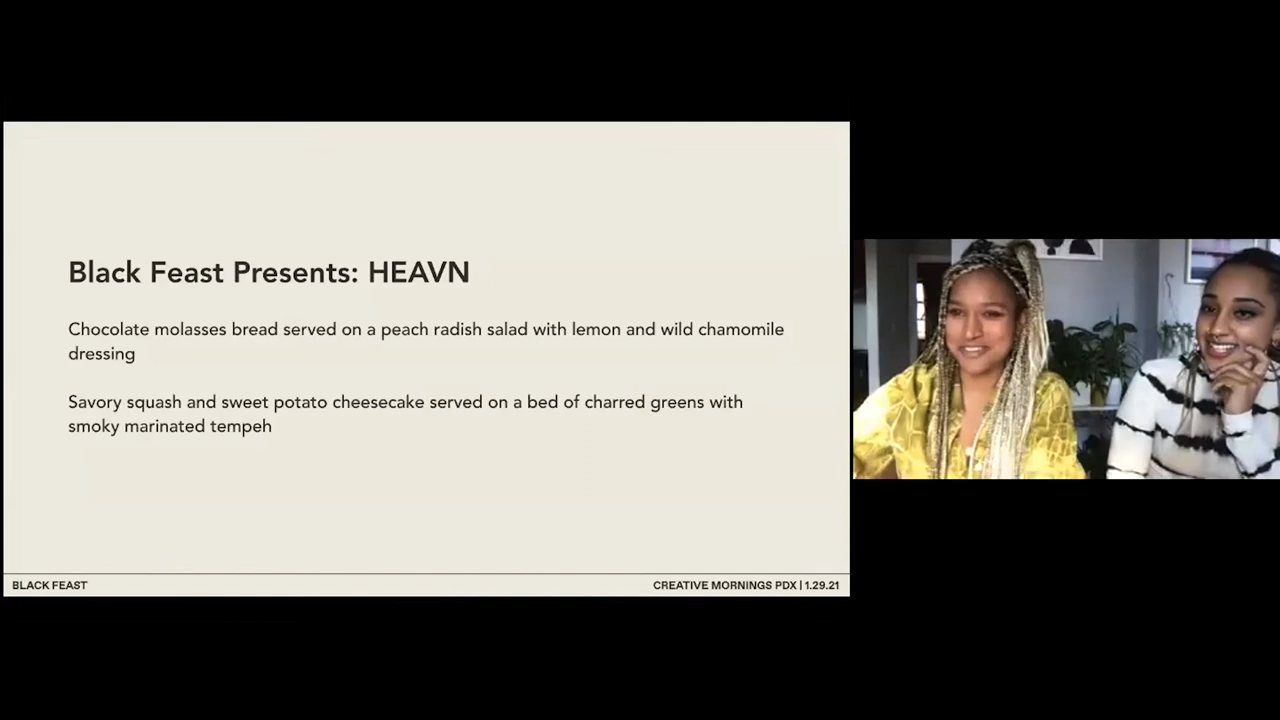 Black Feast Presents: HEAVN
Chocolate molasses bread served on a peach radish salad with lemon and wild chamomile
dressing
Savory squash and sweet potato cheesecake served on a bed of charred greens with
smoky marinated tempeh
BLACK FEAST
CREATIVE MORNINGS PDX | 1.29.21